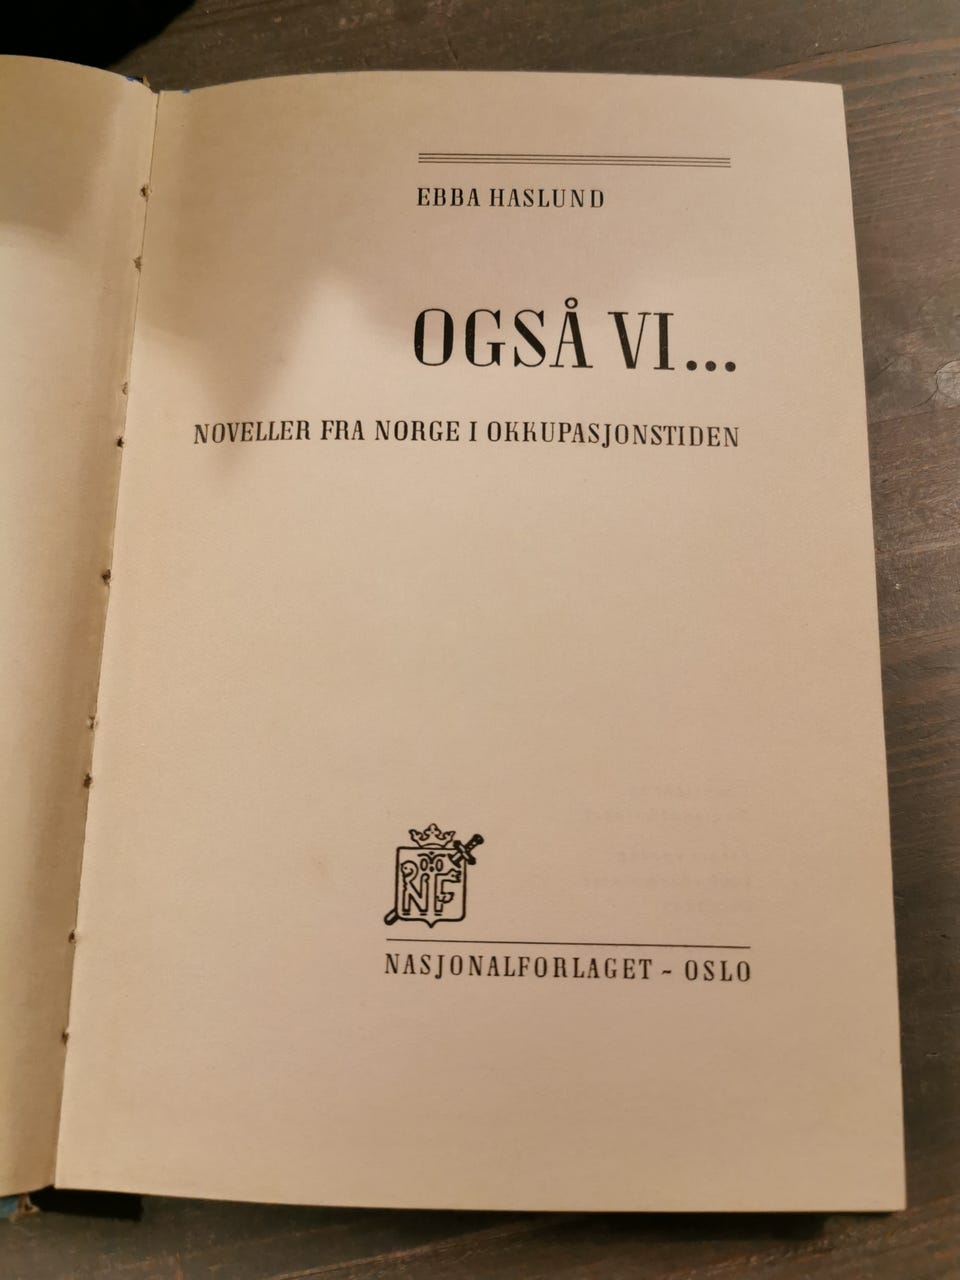 EBBA HASLUND
OGSÅ VI...
NOVELLER FRA NORGE I OKKUPASJONSTIDEN
NF
NASJONALFORLAGET - OSLO